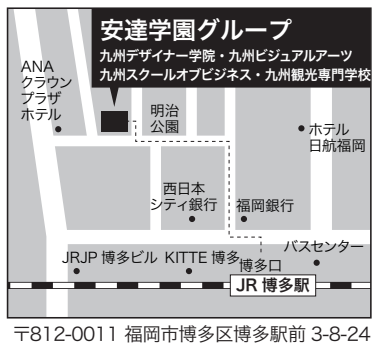 安達学園グループ
九州デザイナー学院・九州ビジュアルアーツ
九州スクールオブビジネス・九州観光専門学校
ANA
クラウン
プラザ
ホテル
明治
公園
ホテル
日航福岡
西日本
シティ銀行
福岡銀行
バスセンター
JRJP 博多ビル
KITTE 博多
博多口
JR 博多駅
〒812-0011 福岡市博多区博多駅前 3-8-24